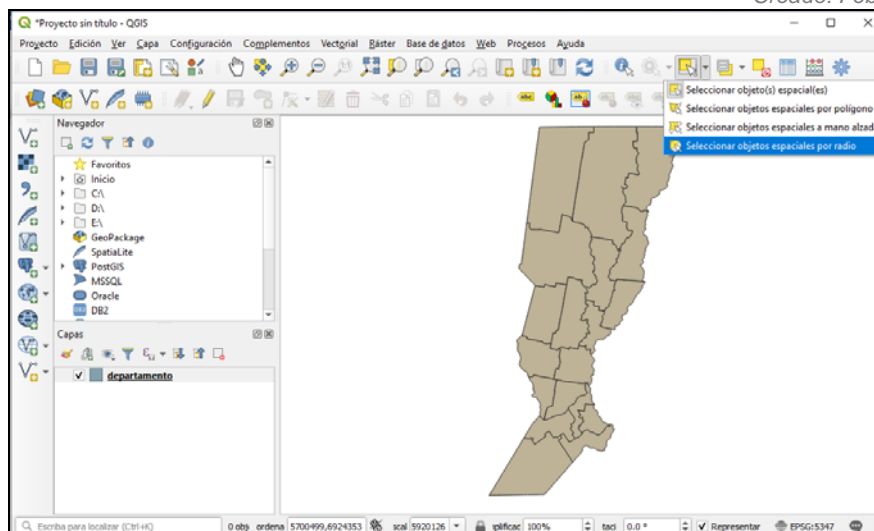 *Proyecto sin título - QGIS
Proyecto Edición Ver Capa Configuración Complementos Vectorial Ráster Base de datos Web Procesos Ayuda
Seleccionar objeto(s) espacial(es)
Seleccionar objetos espaciales por polígono
Seleccionar objetos espaciales a mano alzad
Seleccionar objetos espaciales por radio
Navegador
Favoritos
Inicio
C:\
D:\
E:\
GeoPackage
SpatiaLite
PostGIS
MSSQL
Oracle
DB2
Capas
departamento
Escriba para localizar (Ctrl+K) 0 obj ordena 5700499,6924353 scal 5920126 iplificac 100% taci 0.0 ° Representar EPSG:5347